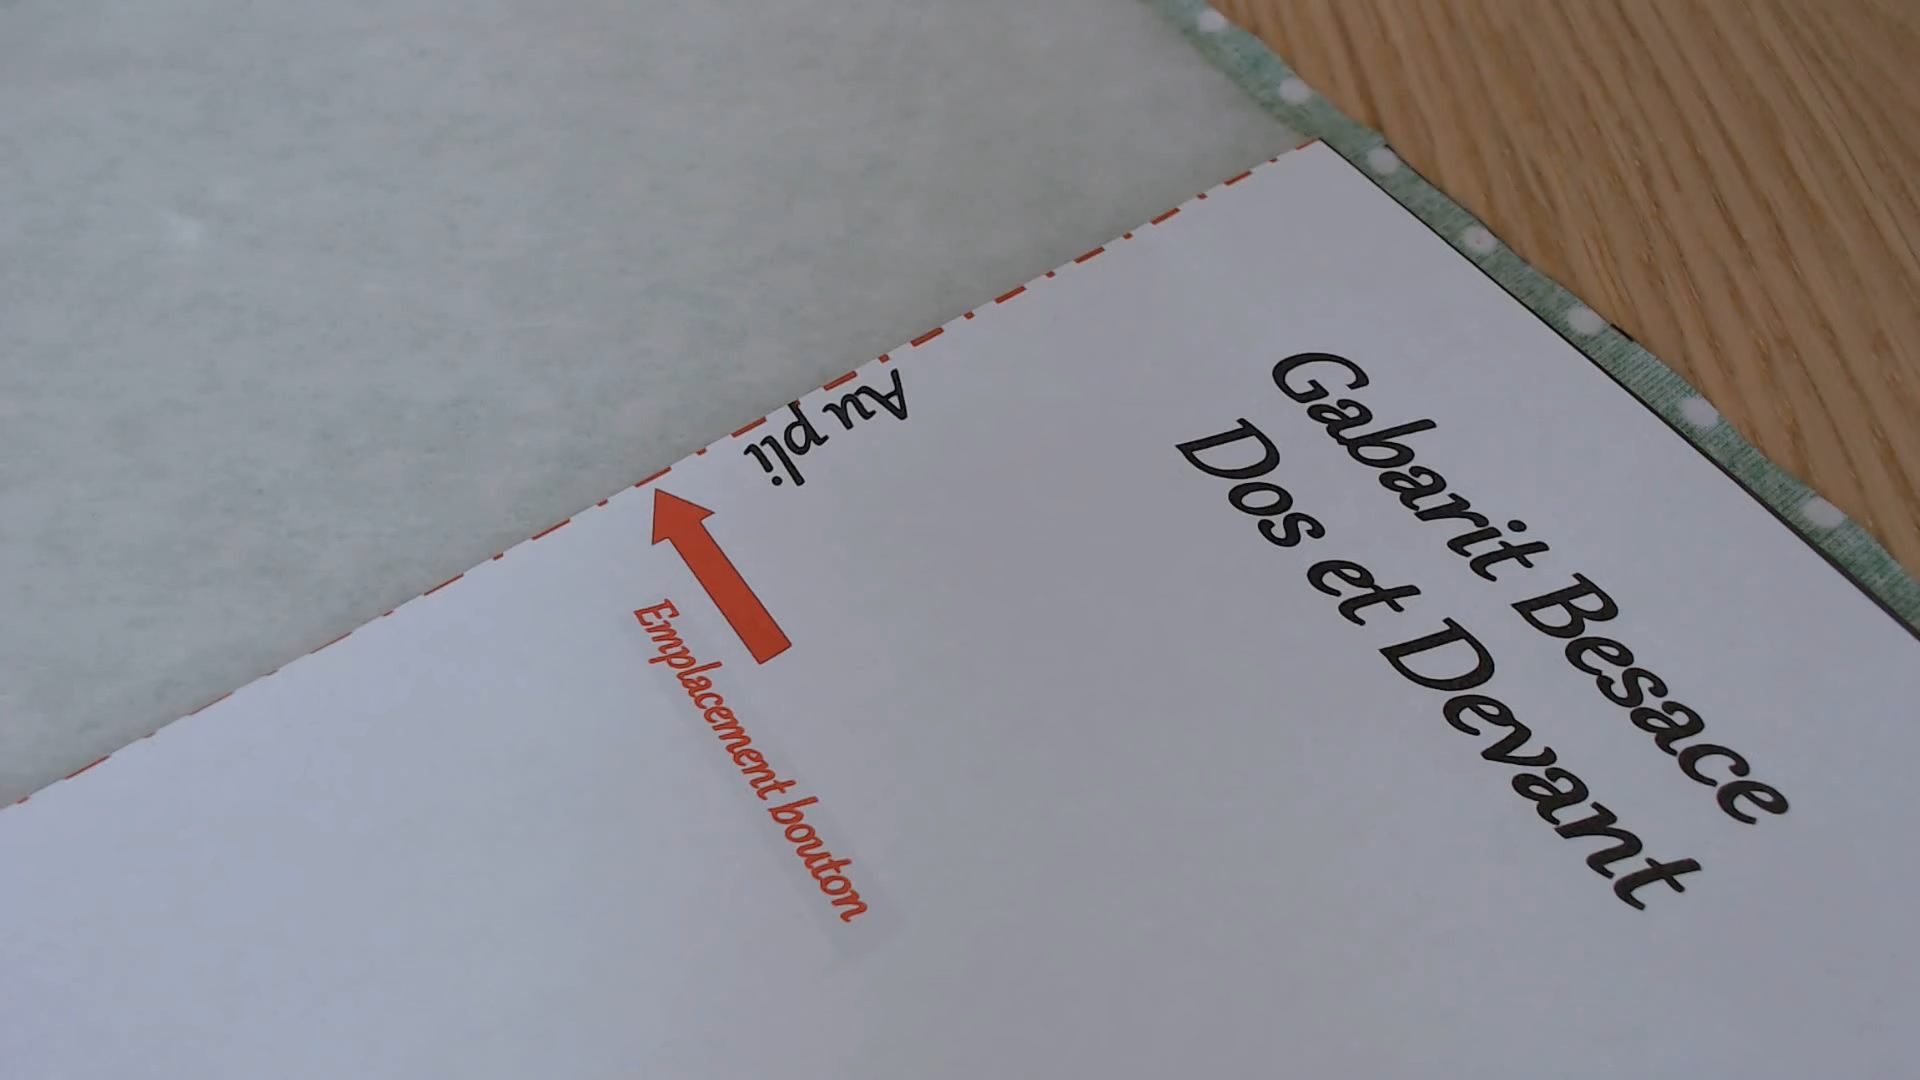 Gabarit Besace
Dos et Devant
Au pli
Emplacement bouton